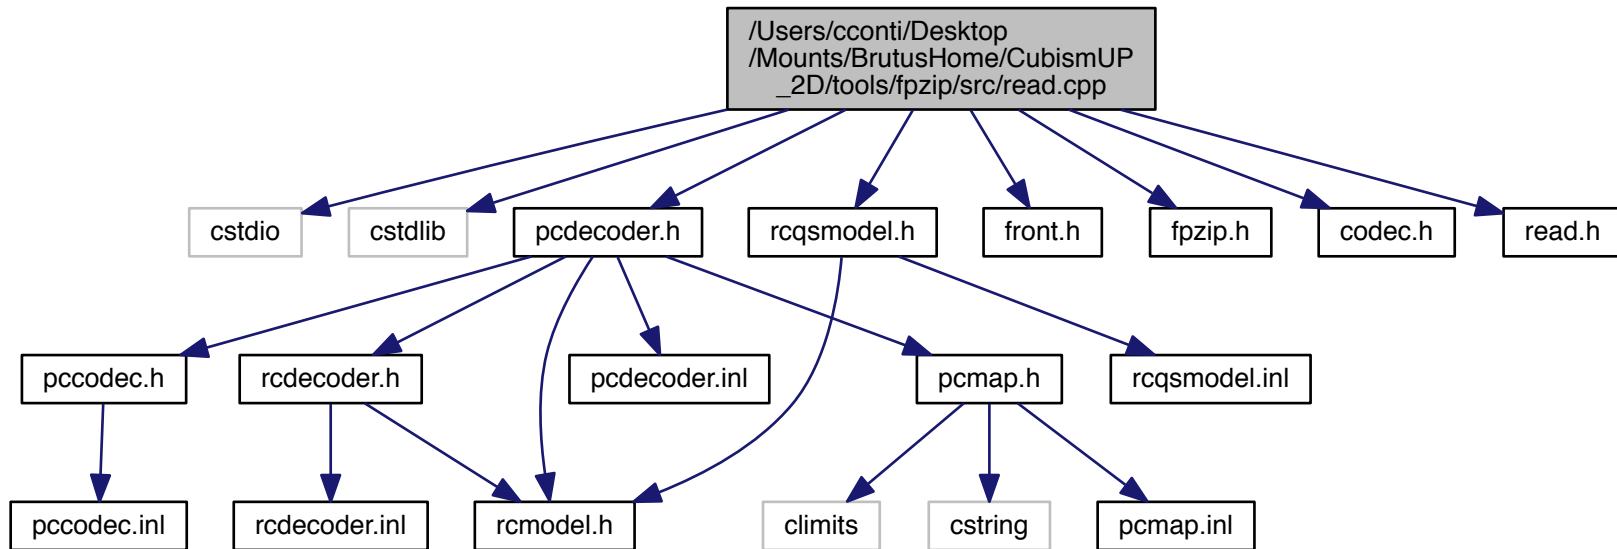 /Users/cconti/Desktop
/Mounts/BrutusHome/CubismUP
_2D/tools/fpzip/src/read.cpp
cstdio
cstdlib
pcdecoder.h
rcqsmodel.h
front.h
fpzip.h
codec.h
read.h
pccodec.h
rcdecoder.h
pcdecoder.inl
pcmap.h
rcqsmodel.inl
pccodec.inl
rcdecoder.inl
rcmodel.h
climits
cstring
pcmap.inl